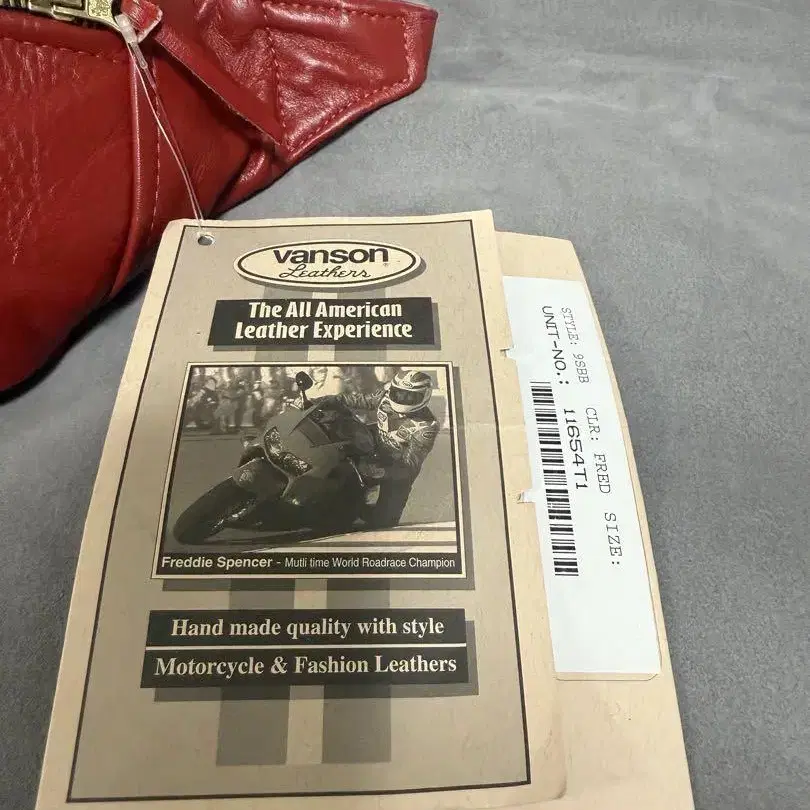 vanson
Leathers
The All American
Leather Experience
Freddie Spencer - Mutli time World Roadrace Champion
Hand made quality with style
Motorcycle & Fashion Leathers
STYLE: 9SBB CLR: FRED SIZE:
UNIT-NO.: 11654T1